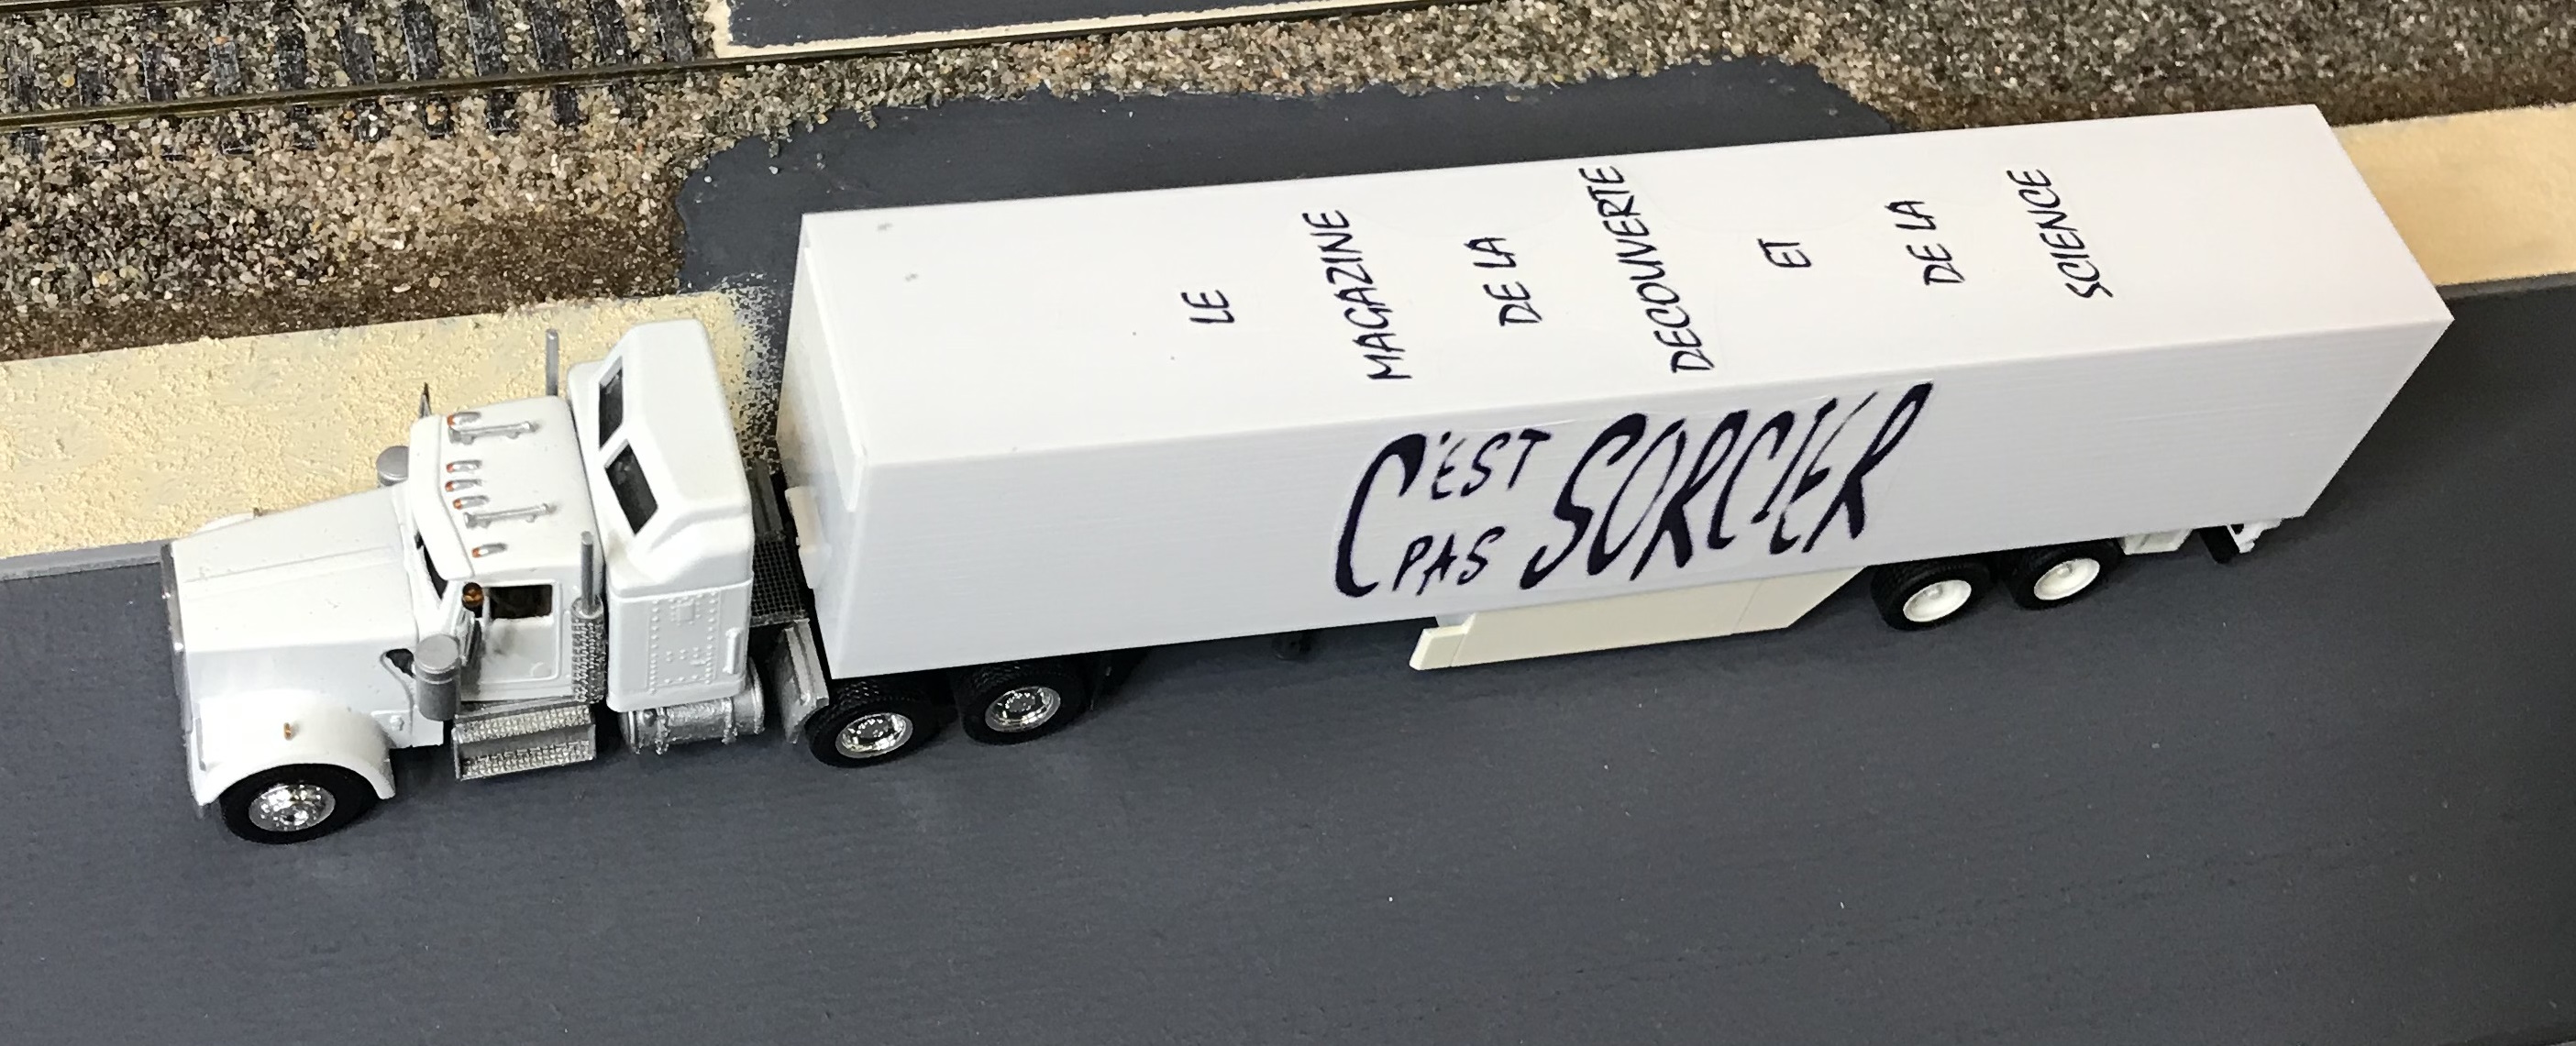 LE
MAGAZINE
DE LA
DECOUVERTE
ET
DE LA
SCIENCE
C'EST
PAS SORCIER